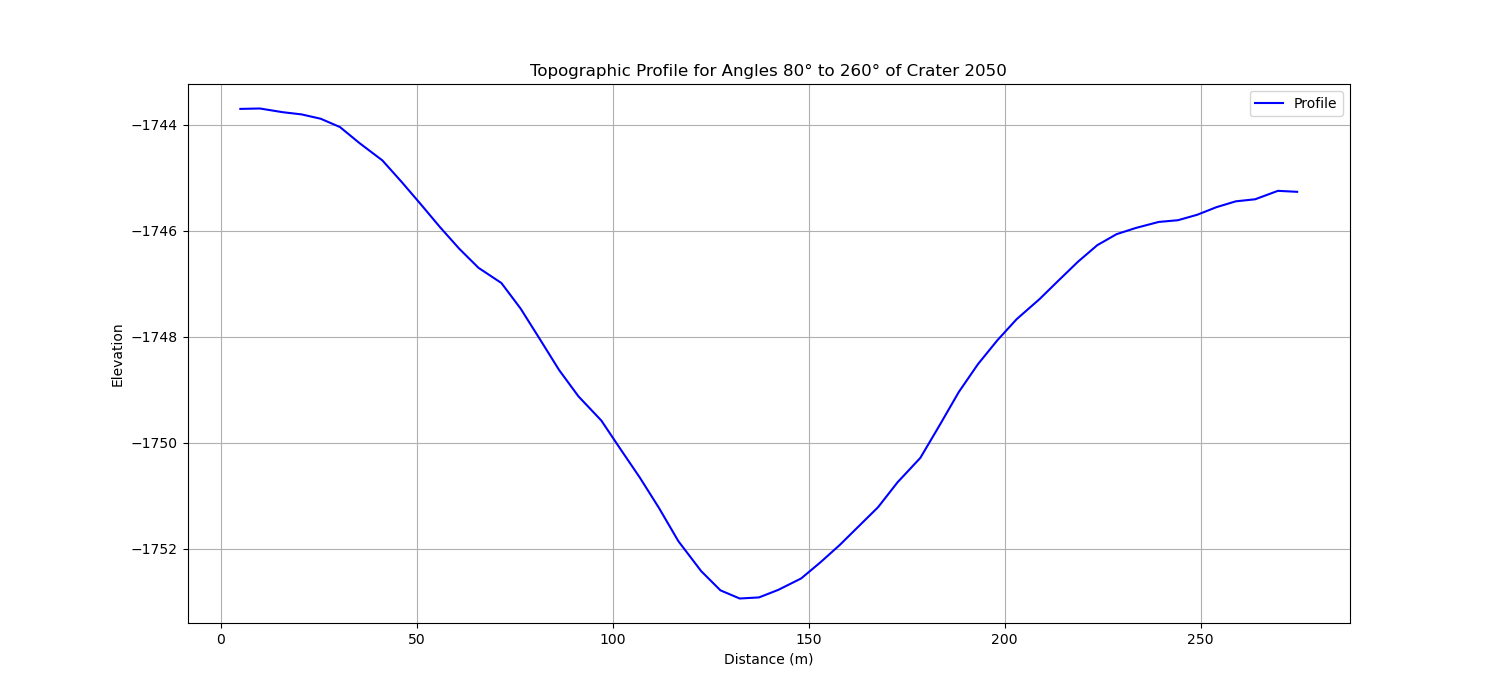 Topographic Profile for Angles 80° to 260° of Crater 2050
Profile
−1744
−1746
−1748
−1750
−1752
Elevation
0
50
100
150
200
250
Distance (m)